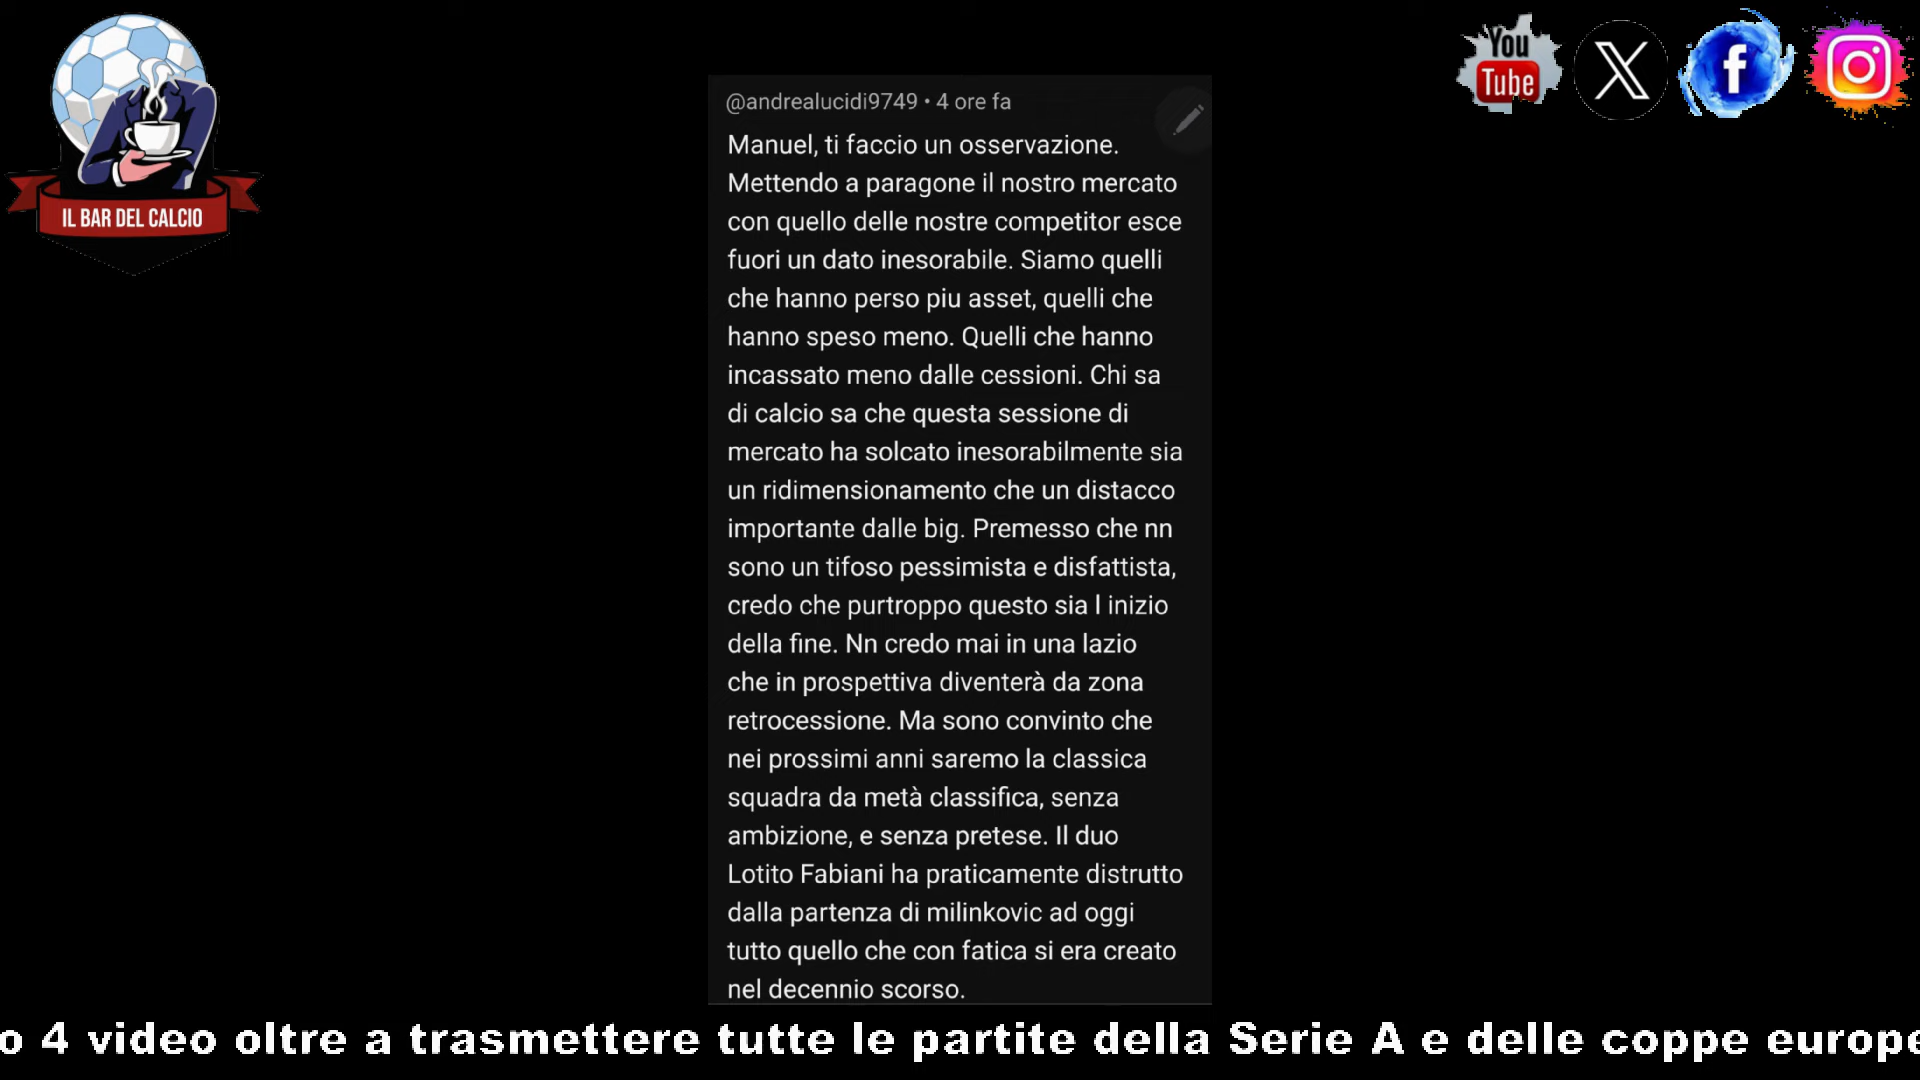 IL BAR DEL CALCIO
You
Tube
@andrealucidi9749 • 4 ore fa
Manuel, ti faccio un osservazione.
Mettendo a paragone il nostro mercato
con quello delle nostre competitor esce
fuori un dato inesorabile. Siamo quelli
che hanno perso piu asset, quelli che
hanno speso meno. Quelli che hanno
incassato meno dalle cessioni. Chi sa
di calcio sa che questa sessione di
mercato ha solcato inesorabilmente sia
un ridimensionamento che un distacco
importante dalle big. Premesso che nn
sono un tifoso pessimista e disfattista,
credo che purtroppo questo sia l inizio
della fine. Nn credo mai in una lazio
che in prospettiva diventerà da zona
retrocessione. Ma sono convinto che
nei prossimi anni saremo la classica
squadra da metà classifica, senza
ambizione, e senza pretese. Il duo
Lotito Fabiani ha praticamente distrutto
dalla partenza di milinkovic ad oggi
tutto quello che con fatica si era creato
nel decennio scorso.
o 4 video oltre a trasmettere tutte le partite della Serie A e delle coppe europe